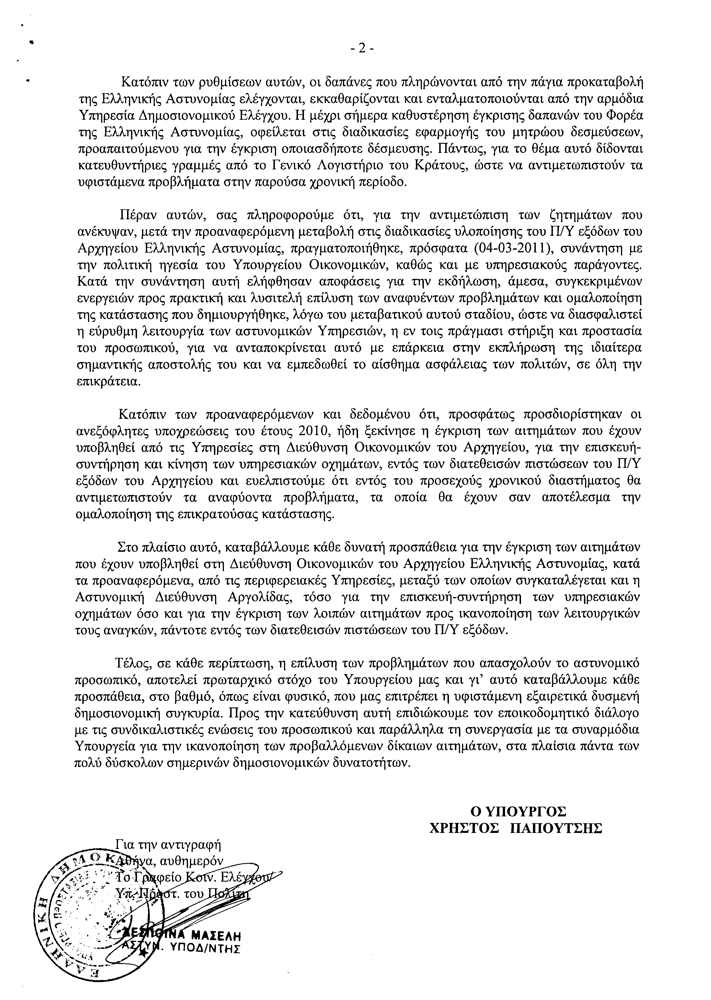 - 2 -
Κατόπιν των ρυθμίσεων αυτών, οι δαπάνες που πληρώνονται από την πάγια προκαταβολή
της Ελληνικής Αστυνομίας ελέγχονται, εκκαθαρίζονται και ενταλματοποιούνται από την αρμόδια
Υπηρεσία Δημοσιονομικού Ελέγχου. Η μέχρι σήμερα καθυστέρηση έγκρισης δαπανών του Φορέα
της Ελληνικής Αστυνομίας, οφείλεται στις διαδικασίες εφαρμογής του μητρώου δεσμεύσεων,
προαπαιτούμενου για την έγκριση οποιασδήποτε δέσμευσης. Πάντως, για το θέμα αυτό δίδονται
κατευθυντήριες γραμμές από το Γενικό Λογιστήριο του Κράτους, ώστε να αντιμετωπιστούν τα
υφιστάμενα προβλήματα στην παρούσα χρονική περίοδο.
Πέραν αυτών, σας πληροφορούμε ότι, για την αντιμετώπιση των ζητημάτων που
ανέκυψαν, μετά την προαναφερόμενη μεταβολή στις διαδικασίες υλοποίησης του Π/Υ εξόδων του
Αρχηγείου Ελληνικής Αστυνομίας, πραγματοποιήθηκε, πρόσφατα (04-03-2011), συνάντηση με
την πολιτική ηγεσία του Υπουργείου Οικονομικών, καθώς και με υπηρεσιακούς παράγοντες.
Κατά την συνάντηση αυτή ελήφθησαν αποφάσεις για την εκδήλωση, άμεσα, συγκεκριμένων
ενεργειών προς πρακτική και λυσιτελή επίλυση των αναφυέντων προβλημάτων και ομαλοποίηση
της κατάστασης που δημιουργήθηκε, λόγω του μεταβατικού αυτού σταδίου, ώστε να διασφαλιστεί
η εύρυθμη λειτουργία των αστυνομικών Υπηρεσιών, η εν τοις πράγμασι στήριξη και προστασία
του προσωπικού, για να ανταποκρίνεται αυτό με επάρκεια στην εκπλήρωση της ιδιαίτερα
σημαντικής αποστολής του και να εμπεδωθεί το αίσθημα ασφάλειας των πολιτών, σε όλη την
επικράτεια.
Κατόπιν των προαναφερόμενων και δεδομένου ότι, προσφάτως προσδιορίστηκαν οι
ανεξόφλητες υποχρεώσεις του έτους 2010, ήδη ξεκίνησε η έγκριση των αιτημάτων που έχουν
υποβληθεί από τις Υπηρεσίες στη Διεύθυνση Οικονομικών του Αρχηγείου, για την επισκευή-
συντήρηση και κίνηση των υπηρεσιακών οχημάτων, εντός των διατεθεισών πιστώσεων του Π/Υ
εξόδων του Αρχηγείου και ευελπιστούμε ότι εντός του προσεχούς χρονικού διαστήματος θα
αντιμετωπιστούν τα αναφύοντα προβλήματα, τα οποία θα έχουν σαν αποτέλεσμα την
ομαλοποίηση της επικρατούσας κατάστασης.
Στο πλαίσιο αυτό, καταβάλλουμε κάθε δυνατή προσπάθεια για την έγκριση των αιτημάτων
που έχουν υποβληθεί στη Διεύθυνση Οικονομικών του Αρχηγείου Ελληνικής Αστυνομίας, κατά
τα προαναφερόμενα, από τις περιφερειακές Υπηρεσίες, μεταξύ των οποίων συγκαταλέγεται και η
Αστυνομική Διεύθυνση Αργολίδας, τόσο για την επισκευή-συντήρηση των υπηρεσιακών
οχημάτων όσο και για την έγκριση των λοιπών αιτημάτων προς ικανοποίηση των λειτουργικών
τους αναγκών, πάντοτε εντός των διατεθεισών πιστώσεων του Π/Υ εξόδων.
Τέλος, σε κάθε περίπτωση, η επίλυση των προβλημάτων που απασχολούν το αστυνομικό
προσωπικό, αποτελεί πρωταρχικό στόχο του Υπουργείου μας και γι’ αυτό καταβάλλουμε κάθε
προσπάθεια, στο βαθμό, όπως είναι φυσικό, που μας επιτρέπει η υφιστάμενη εξαιρετικά δυσμενή
δημοσιονομική συγκυρία. Προς την κατεύθυνση αυτή επιδιώκουμε τον εποικοδομητικό διάλογο
με τις συνδικαλιστικές ενώσεις του προσωπικού και παράλληλα τη συνεργασία με τα συναρμόδια
Υπουργεία για την ικανοποίηση των προβαλλόμενων δίκαιων αιτημάτων, στα πλαίσια πάντα των
πολύ δύσκολων σημερινών δημοσιονομικών δυνατοτήτων.
Ο ΥΠΟΥΡΓΟΣ
ΧΡΗΣΤΟΣ ΠΑΠΟΥΤΣΗΣ
Για την αντιγραφή
Αθήνα, αυθημερόν
Το Γραφείο Κοιν. Ελέγχου/
Υπ. Προστ. του Πολίτη
ΔΕΣΠΟΙΝΑ ΜΑΣΕΛΗ
ΑΣΤΥΝ. ΥΠΟΔ/ΝΤΗΣ
ΕΛΛΗΝΙΚΗ